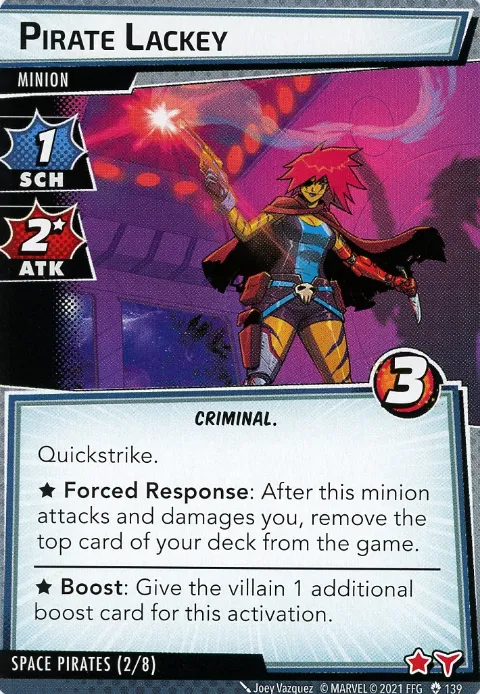 PIRATE LACKEY
MINION
1
SCH
2★
ATK
3
CRIMINAL.
Quickstrike.
★ Forced Response: After this minion
attacks and damages you, remove the
top card of your deck from the game.
★ Boost: Give the villain 1 additional
boost card for this activation.
SPACE PIRATES (2/8)
Joey Vazquez © MARVEL © 2021 FFG 139